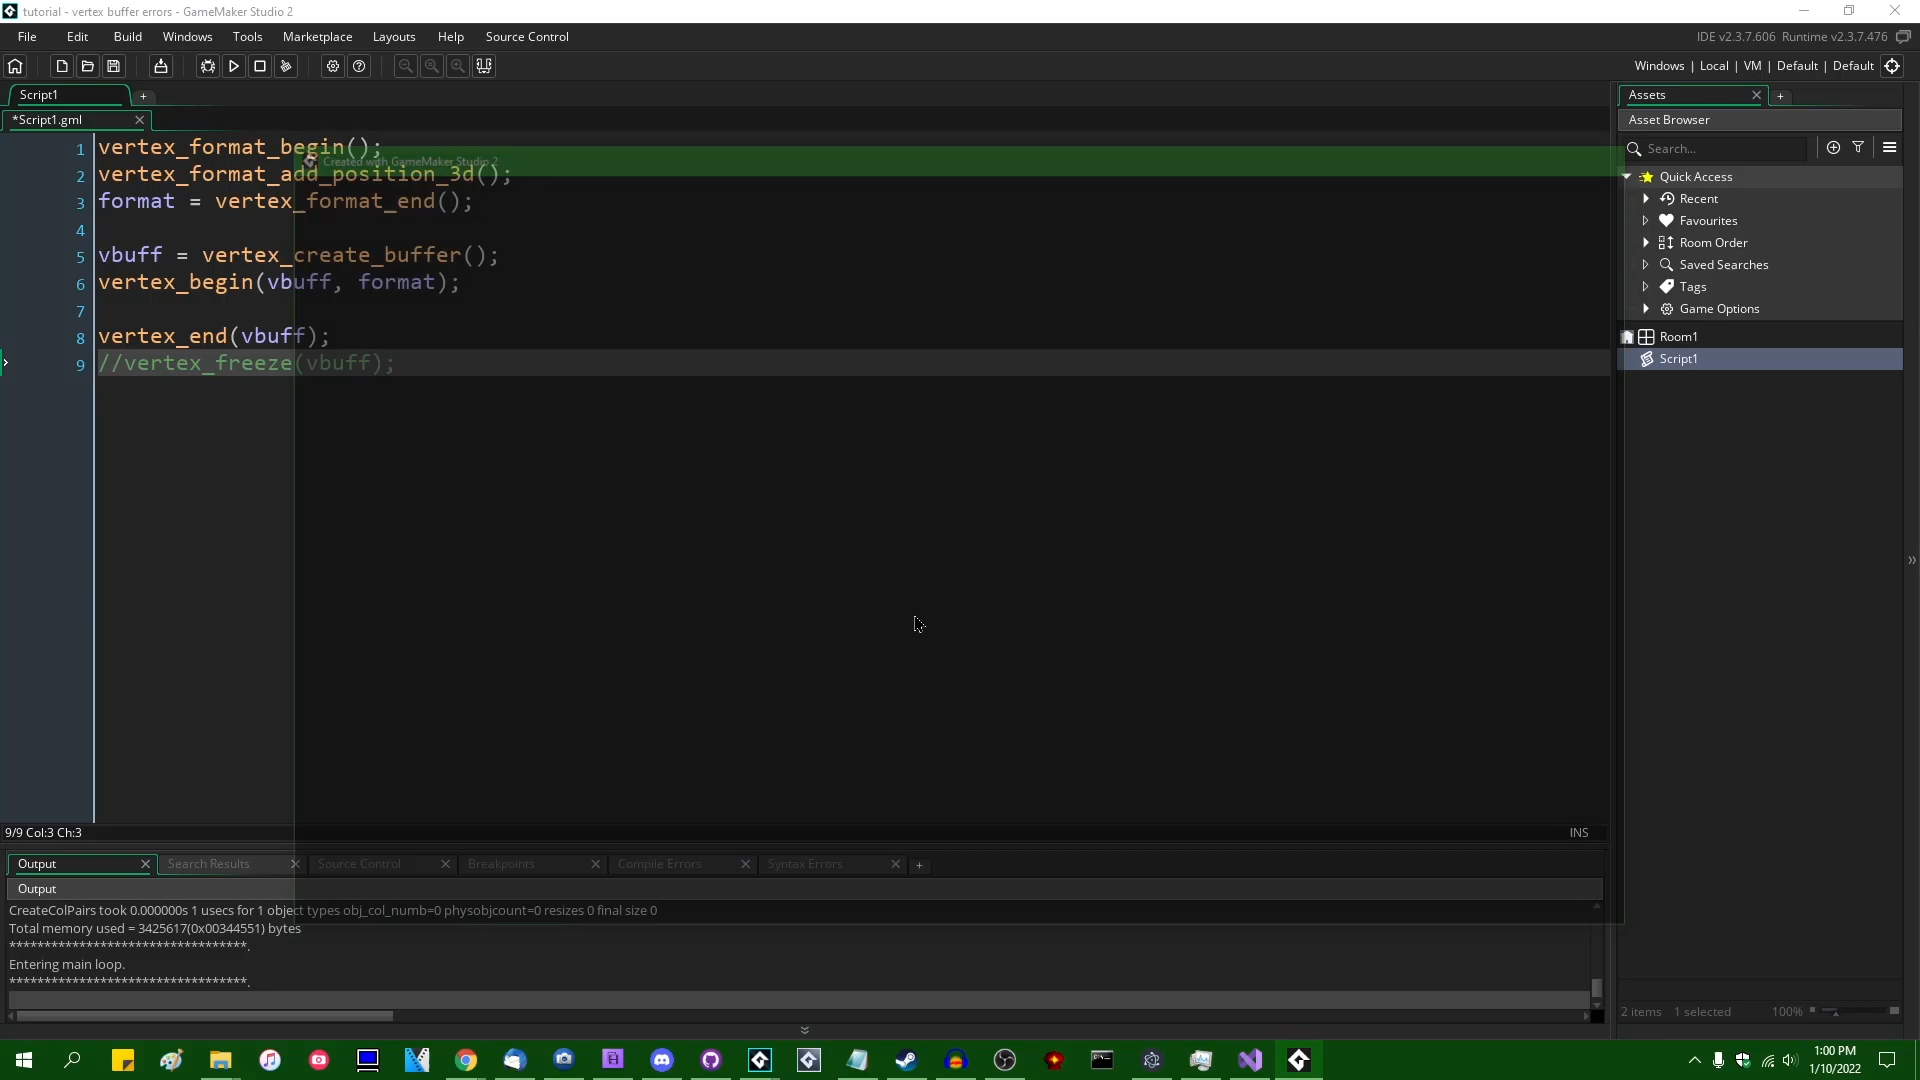 tutorial - vertex buffer errors - GameMaker Studio 2
File Edit Build Windows Tools Marketplace Layouts Help Source Control
IDE v2.3.7.606 Runtime v2.3.7.476
Windows | Local | VM | Default | Default
Script1
*Script1.gml
Created with GameMaker Studio 2
1 vertex_format_begin();
2 vertex_format_add_position_3d();
3 format = vertex_format_end();
4
5 vbuff = vertex_create_buffer();
6 vertex_begin(vbuff, format);
7
8 vertex_end(vbuff);
9 //vertex_freeze(vbuff);
9/9 Col:3 Ch:3
INS
Output
Search Results
Source Control
Breakpoints
Compile Errors
Syntax Errors
Output
CreateColPairs took 0.000000s 1 usecs for 1 object types obj_col_numb=0 physobjcount=0 resizes 0 final size 0
Total memory used = 3425617(0x00344551) bytes
**********************************.
Entering main loop.
**********************************.
Assets
Asset Browser
Search...
Quick Access
Recent
Favourites
Room Order
Saved Searches
Tags
Game Options
Room1
Script1
2 items 1 selected 100%
1:00 PM
1/10/2022